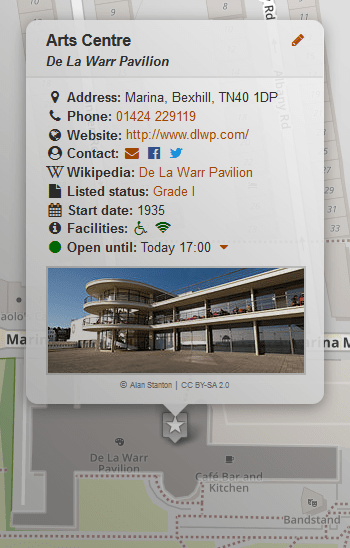 Arts Centre
De La Warr Pavilion
Address: Marina, Bexhill, TN40 1DP
Phone: 01424 229119
Website: http://www.dlwp.com/
Contact:
Wikipedia: De La Warr Pavilion
Listed status: Grade I
Start date: 1935
Facilities:
Open until: Today 17:00
© Alan Stanton | CC BY-SA 2.0
Albany Rd
31
33
35
aolo's
Marina M
De La Warr
Pavilion
Café Bar and
Kitchen
Bandstand